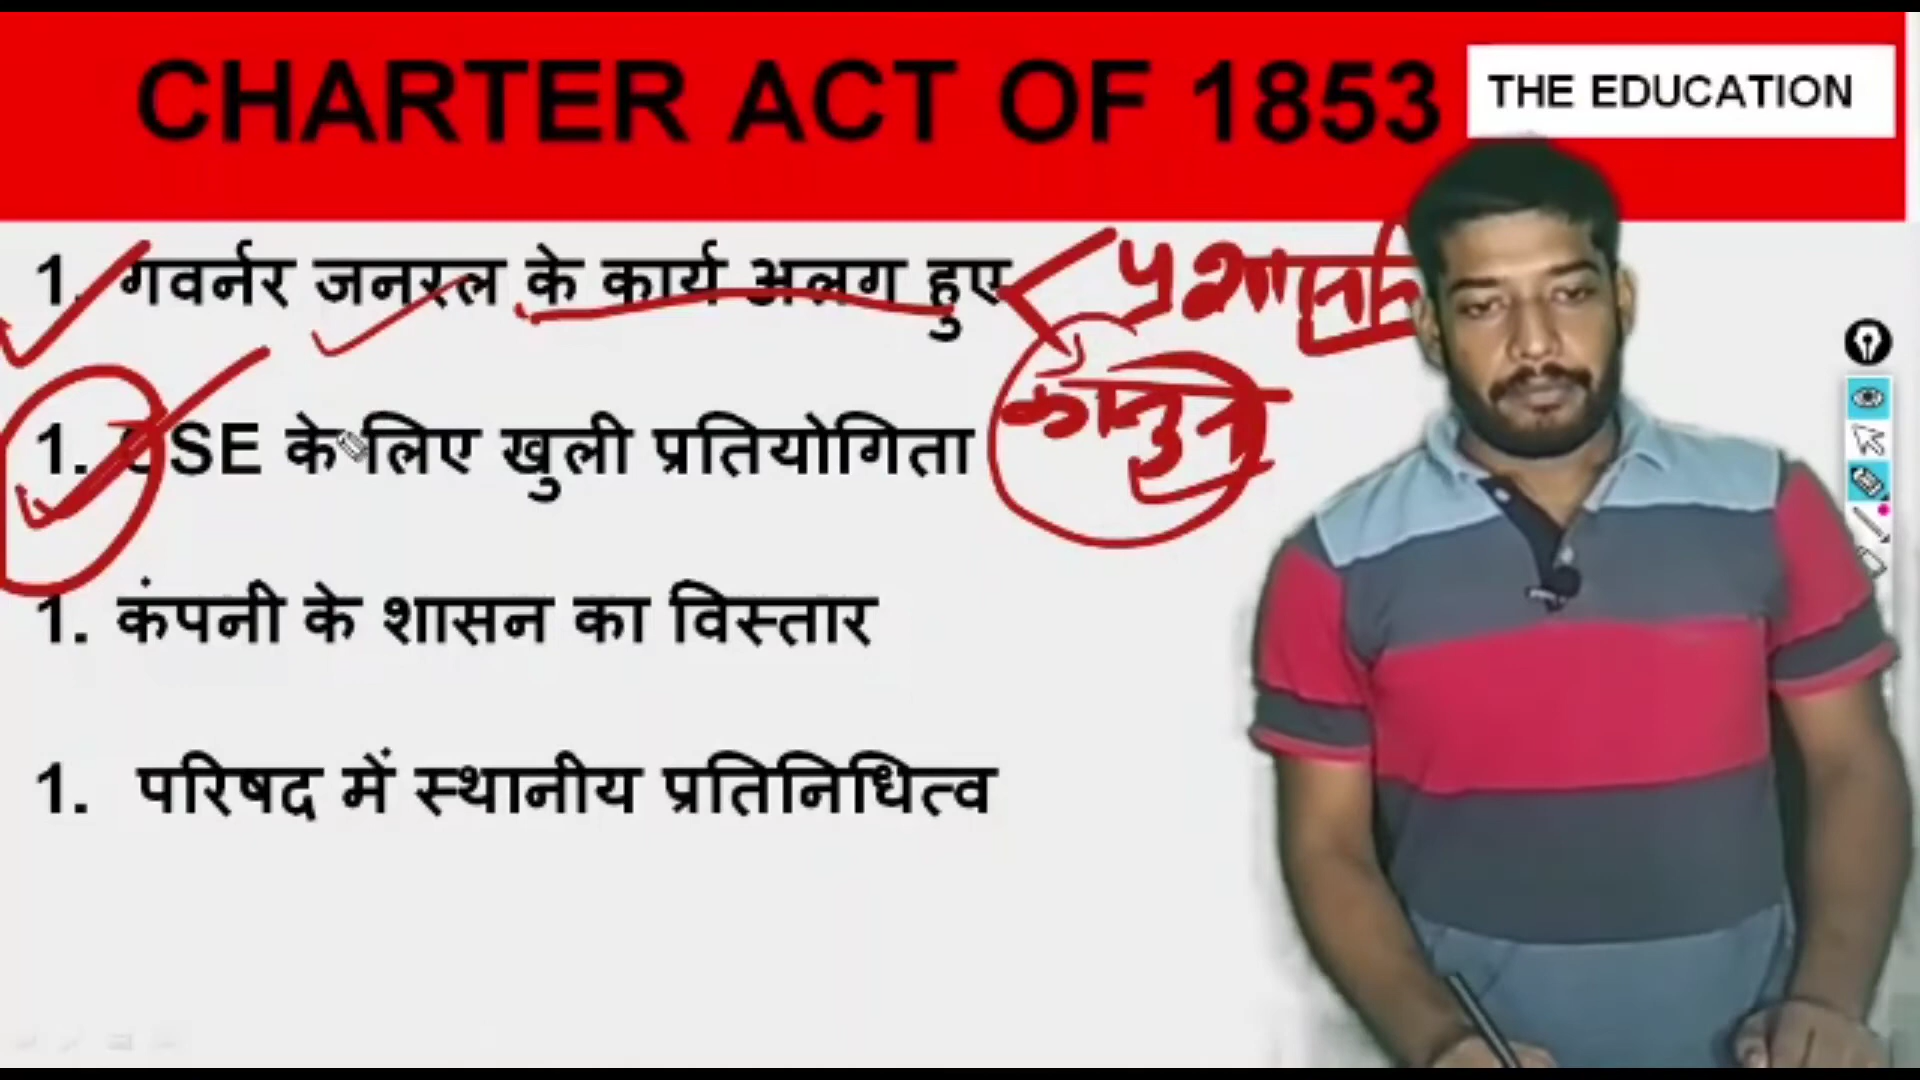 CHARTER ACT OF 1853
THE EDUCATION
1. गवर्नर जनरल के कार्य अलग हुए
कानून
1. CSE के लिए खुली प्रतियोगिता
1. कंपनी के शासन का विस्तार
1. परिषद में स्थानीय प्रतिनिधित्व